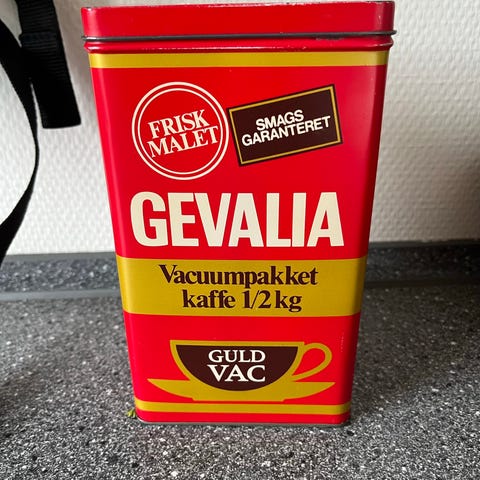 FRISK
MALET
SMAGS
GARANTERET
GEVALIA
Vacuumpakket
kaffe 1/2 kg
GULD
VAC